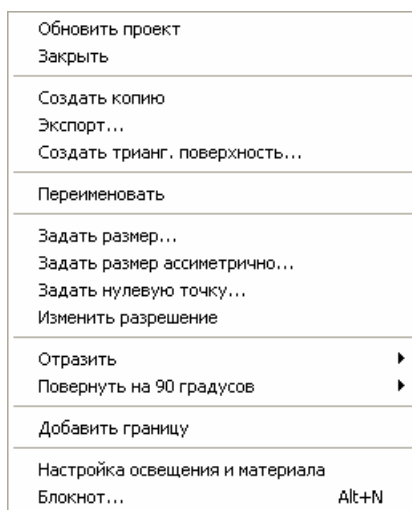 Обновить проект
Закрыть
Создать копию
Экспорт...
Создать трианг. поверхность...
Переименовать
Задать размер...
Задать размер ассиметрично...
Задать нулевую точку...
Изменить разрешение
Отразить
Повернуть на 90 градусов
Добавить границу
Настройка освещения и материала
Блокнот... Alt+N